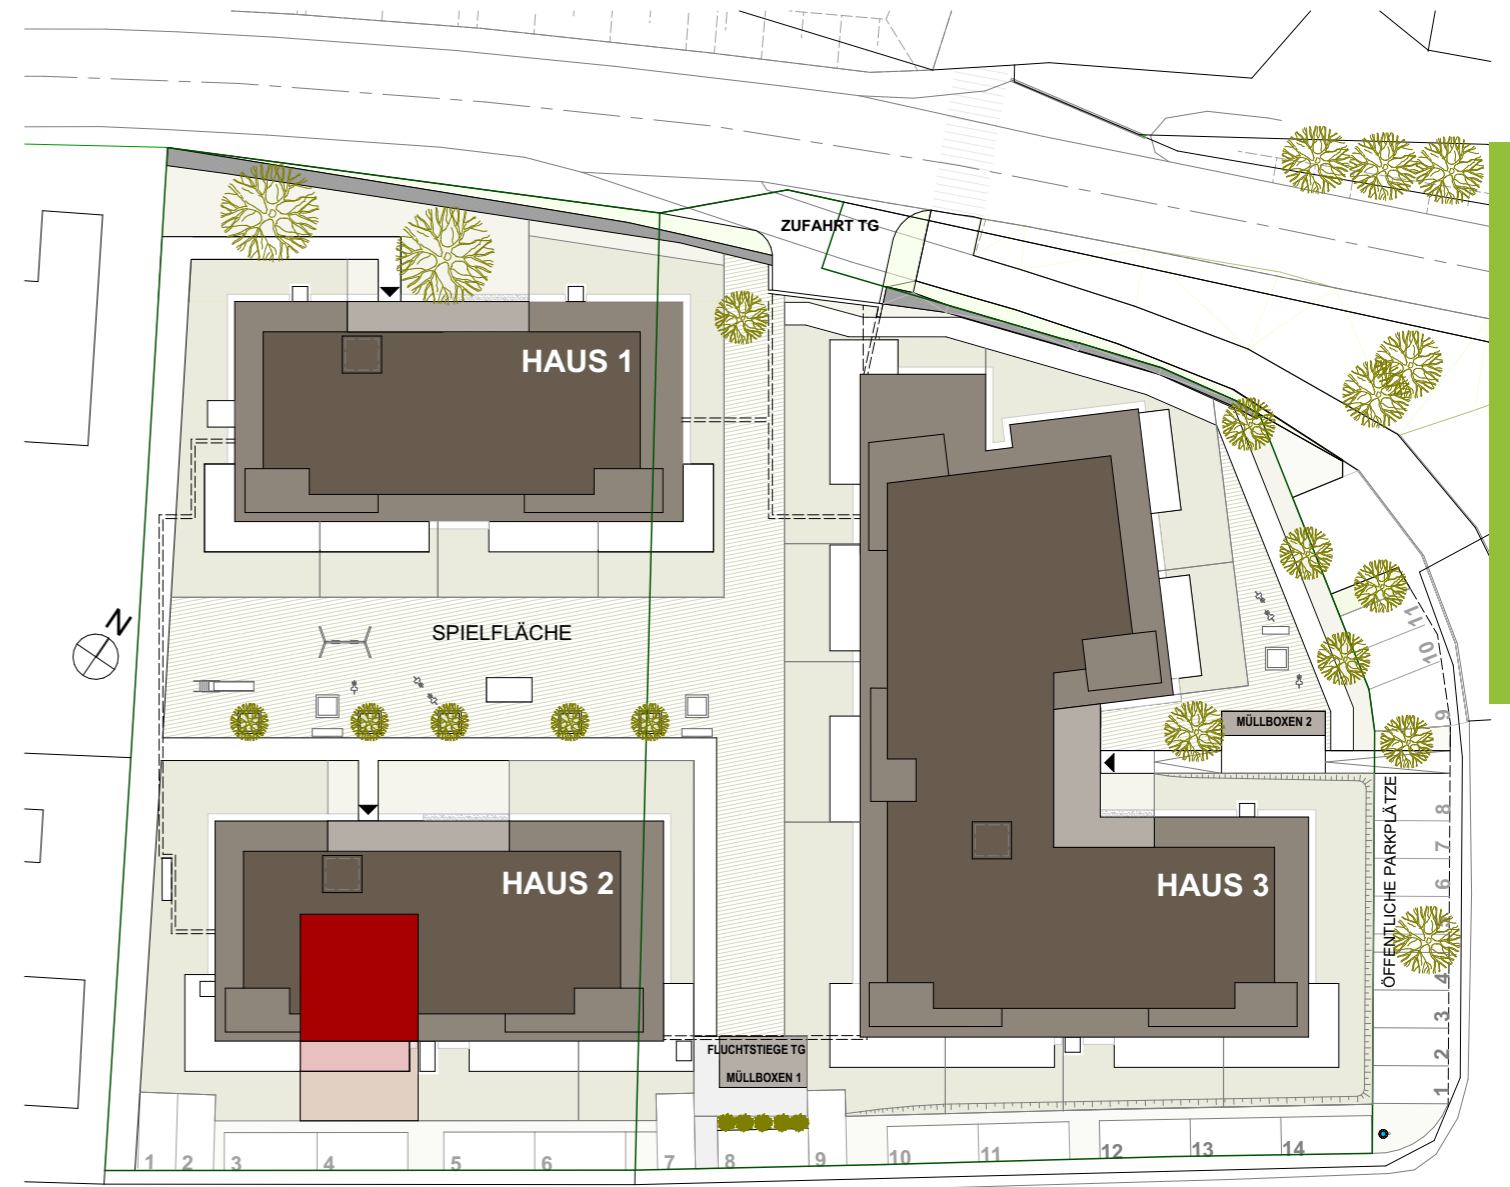 ZUFAHRT TG
HAUS 1
N
SPIELFLÄCHE
11
10
9
MÜLLBOXEN 2
ÖFFENTLICHE PARKPLÄTZE
8
7
6
5
4
3
2
1
HAUS 2
HAUS 3
FLUCHTSTIEGE TG
MÜLLBOXEN 1
1 2 3 4 5 6 7 8 9 10 11 12 13 14